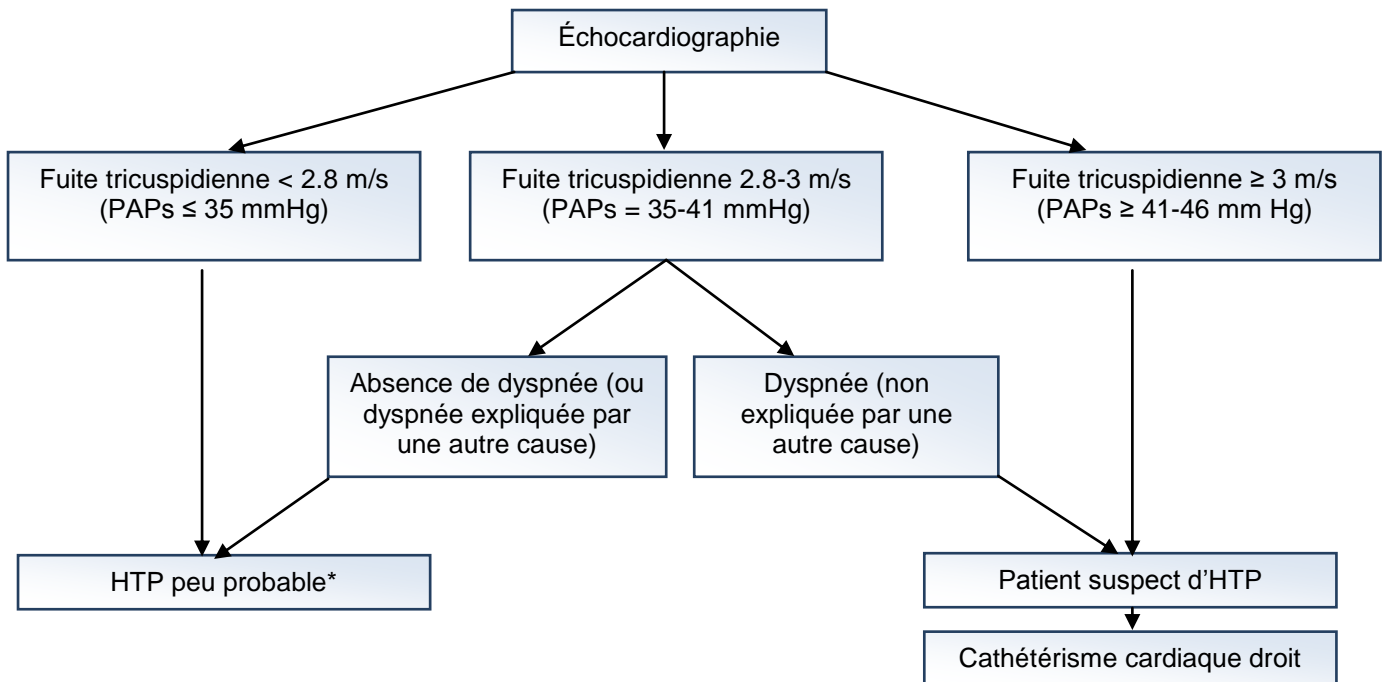 Échocardiographie
Fuite tricuspidienne < 2.8 m/s
(PAPs ≤ 35 mmHg)
Fuite tricuspidienne 2.8-3 m/s
(PAPs = 35-41 mmHg)
Fuite tricuspidienne ≥ 3 m/s
(PAPs ≥ 41-46 mm Hg)
Absence de dyspnée (ou
dyspnée expliquée par
une autre cause)
Dyspnée (non
expliquée par une
autre cause)
HTP peu probable*
Patient suspect d’HTP
Cathétérisme cardiaque droit